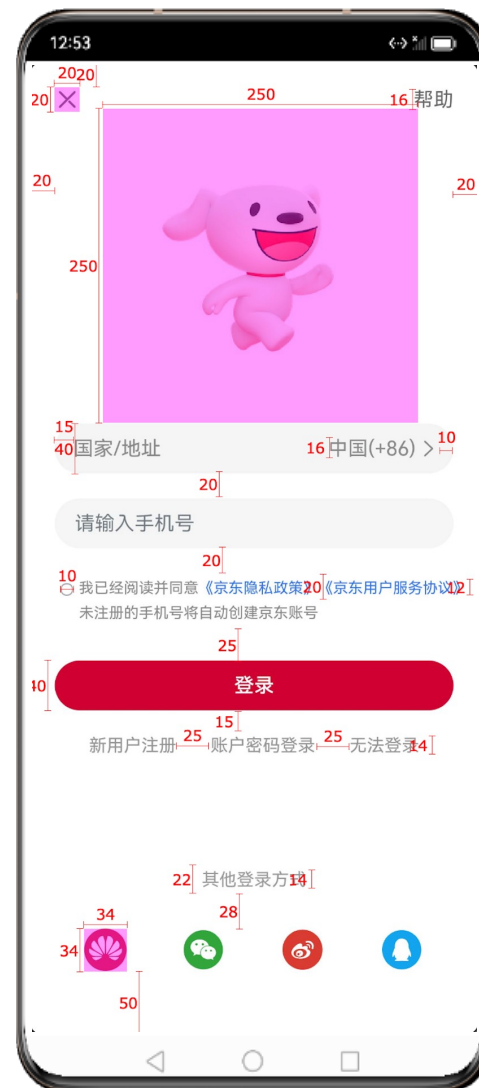 12:53
20 20
20 250 16 帮助
20 20
250
15
40 国家/地址 16 中国(+86) 10
20
请输入手机号
20
10
我已经阅读并同意《京东隐私政策》20《京东用户服务协议》12
未注册的手机号将自动创建京东账号
25
40 登录
15
新用户注册 25 账户密码登录 25 无法登录 14
22 其他登录方式 14
34 28
34
50